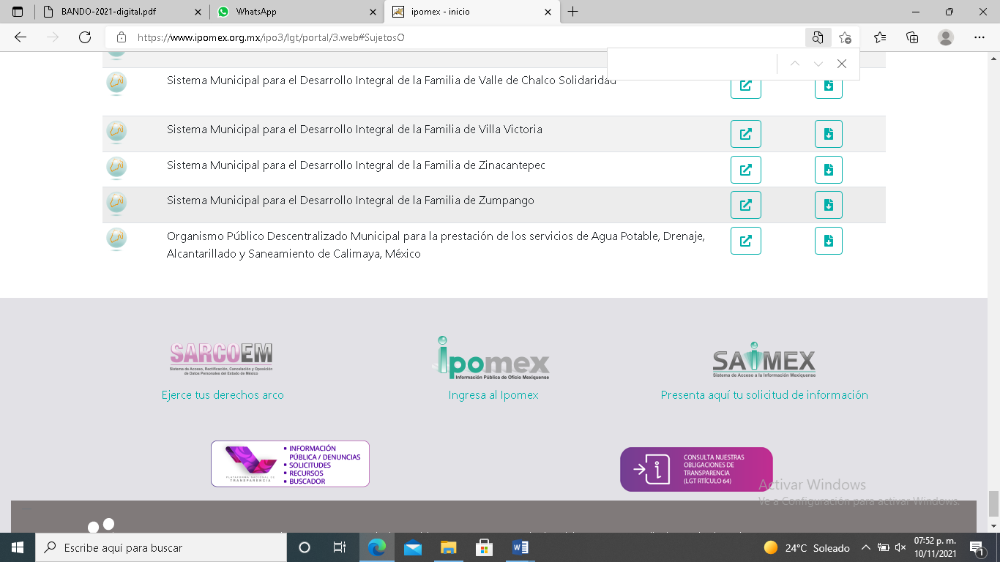 BANDO-2021-digital.pdf
WhatsApp
ipomex - inicio
https://www.ipomex.org.mx/ipo3/lgt/portal/3.web#SujetosO
Sistema Municipal para el Desarrollo Integral de la Familia de Valle de Chalco Solidaridad
Sistema Municipal para el Desarrollo Integral de la Familia de Villa Victoria
Sistema Municipal para el Desarrollo Integral de la Familia de Zinacantepec
Sistema Municipal para el Desarrollo Integral de la Familia de Zumpango
Organismo Público Descentralizado Municipal para la prestación de los servicios de Agua Potable, Drenaje,
Alcantarillado y Saneamiento de Calimaya, México
SARCOEM
Sistema de Acceso, Rectificación, Cancelación y Oposición
de Datos Personales del Estado de México
Ejerce tus derechos arco
ipomex
Información Pública de Oficio Mexiquense
Ingresa al Ipomex
SAIMEX
Sistema de Acceso a la Información Mexiquense
Presenta aquí tu solicitud de información
PLATAFORMA NACIONAL DE
TRANSPARENCIA
• INFORMACIÓN
PÚBLICA / DENUNCIAS
• SOLICITUDES
• RECURSOS
• BUSCADOR
CONSULTA NUESTRAS
OBLIGACIONES DE
TRANSPARENCIA
(LGT RTÍCULO 64)
Activar Windows
Ve a Configuración para activar Windows.
Escribe aquí para buscar
24°C Soleado
07:52 p. m.
10/11/2021
1